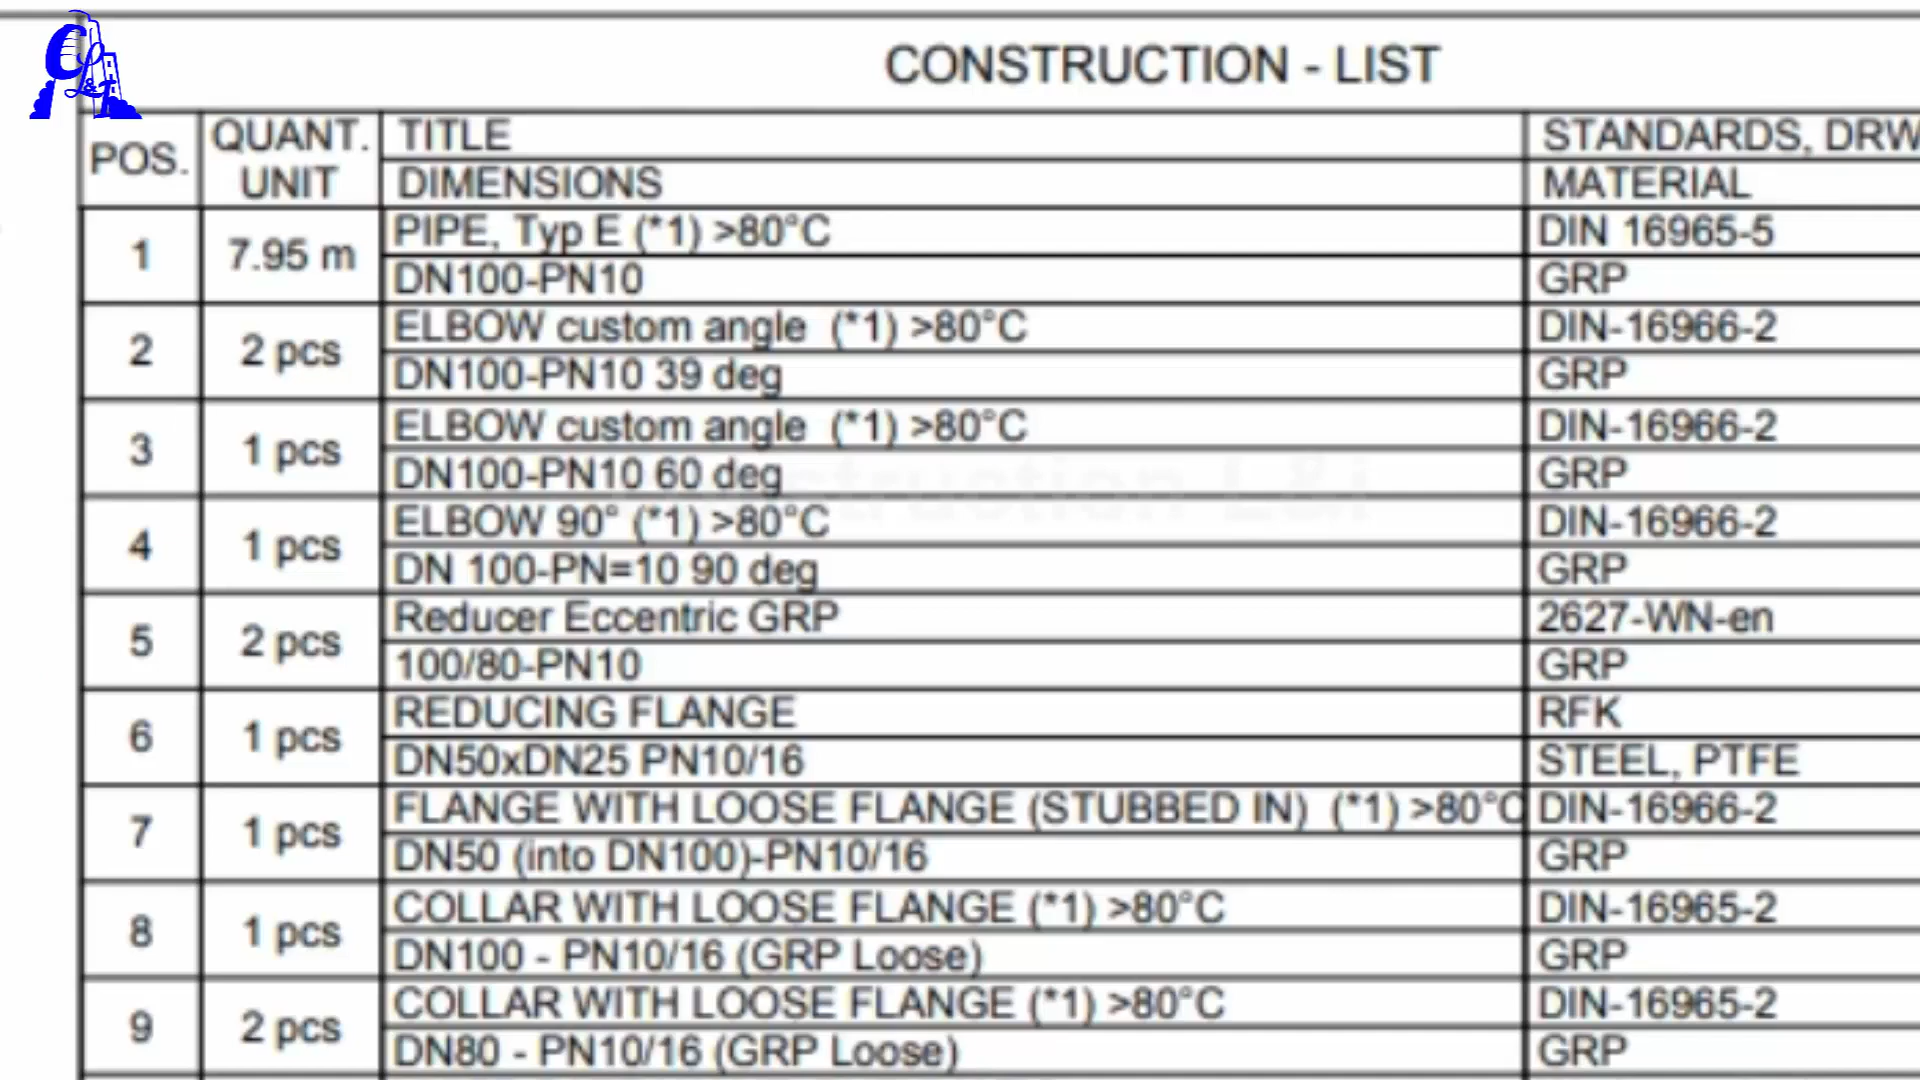 CL&I
CONSTRUCTION - LIST
POS. QUANT. UNIT TITLE STANDARDS, DRW
DIMENSIONS MATERIAL
1 7.95 m PIPE, Typ E (*1) >80°C DIN 16965-5
DN100-PN10 GRP
2 2 pcs ELBOW custom angle (*1) >80°C DIN-16966-2
DN100-PN10 39 deg GRP
3 1 pcs ELBOW custom angle (*1) >80°C DIN-16966-2
DN100-PN10 60 deg GRP
4 1 pcs ELBOW 90° (*1) >80°C DIN-16966-2
DN 100-PN=10 90 deg GRP
5 2 pcs Reducer Eccentric GRP 2627-WN-en
100/80-PN10 GRP
6 1 pcs REDUCING FLANGE RFK
DN50xDN25 PN10/16 STEEL, PTFE
7 1 pcs FLANGE WITH LOOSE FLANGE (STUBBED IN) (*1) >80°C DIN-16966-2
DN50 (into DN100)-PN10/16 GRP
8 1 pcs COLLAR WITH LOOSE FLANGE (*1) >80°C DIN-16965-2
DN100 - PN10/16 (GRP Loose) GRP
9 2 pcs COLLAR WITH LOOSE FLANGE (*1) >80°C DIN-16965-2
DN80 - PN10/16 (GRP Loose) GRP